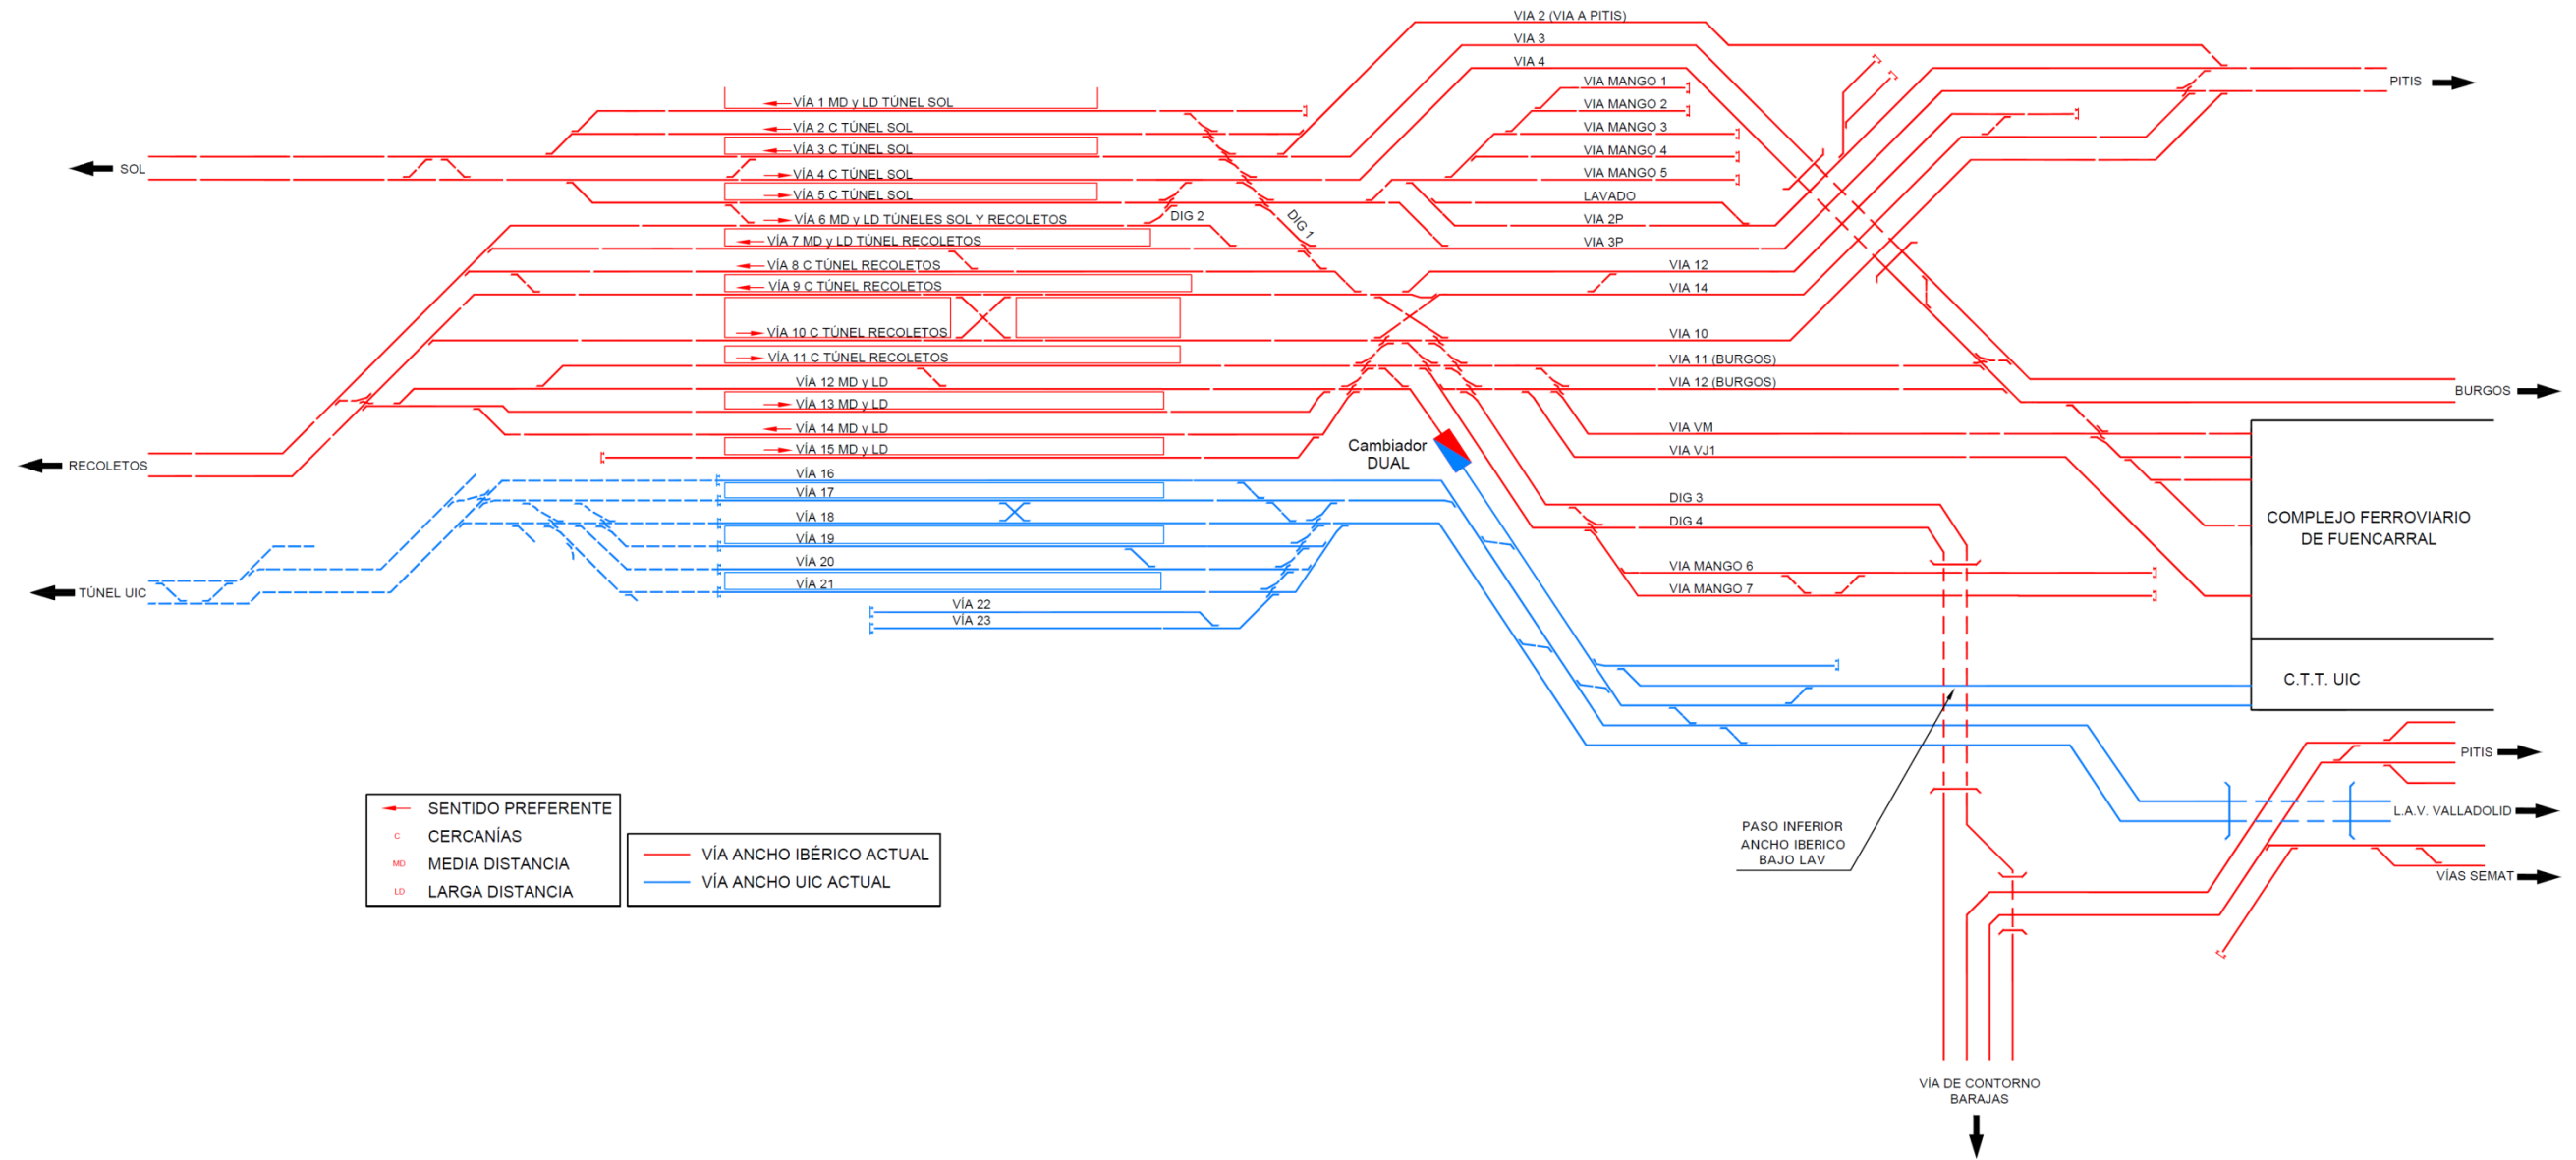 VIA 2 (VIA A PITIS)
VIA 3
VIA 4
PITIS
VIA MANGO 1
VIA MANGO 2
VIA MANGO 3
VIA MANGO 4
VIA MANGO 5
LAVADO
VIA 2P
VIA 3P
VIA 12
VIA 14
VIA 10
VIA 11 (BURGOS)
VIA 12 (BURGOS)
BURGOS
VIA VM
VIA VJ1
DIG 3
DIG 4
VIA MANGO 6
VIA MANGO 7
SOL
VÍA 1 MD y LD TÚNEL SOL
VÍA 2 C TÚNEL SOL
VÍA 3 C TÚNEL SOL
VÍA 4 C TÚNEL SOL
VÍA 5 C TÚNEL SOL
VÍA 6 MD y LD TÚNELES SOL Y RECOLETOS
DIG 2
DIG 1
VÍA 7 MD y LD TÚNEL RECOLETOS
VÍA 8 C TÚNEL RECOLETOS
VÍA 9 C TÚNEL RECOLETOS
VÍA 10 C TÚNEL RECOLETOS
VÍA 11 C TÚNEL RECOLETOS
VÍA 12 MD y LD
VÍA 13 MD y LD
VÍA 14 MD y LD
VÍA 15 MD y LD
RECOLETOS
Cambiador
DUAL
VÍA 16
VÍA 17
VÍA 18
VÍA 19
VÍA 20
VÍA 21
VÍA 22
VÍA 23
TÚNEL UIC
COMPLEJO FERROVIARIO
DE FUENCARRAL
C.T.T. UIC
PITIS
L.A.V. VALLADOLID
VÍAS SEMAT
PASO INFERIOR
ANCHO IBERICO
BAJO LAV
VÍA DE CONTORNO
BARAJAS
SENTIDO PREFERENTE
C CERCANÍAS
MD MEDIA DISTANCIA
LD LARGA DISTANCIA
VÍA ANCHO IBÉRICO ACTUAL
VÍA ANCHO UIC ACTUAL